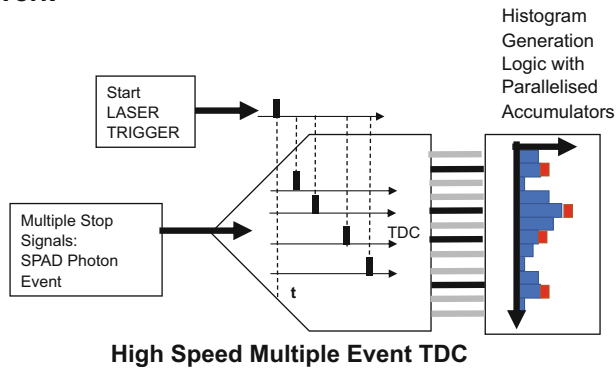 Histogram
Generation
Logic with
Parallelised
Accumulators
Start
LASER
TRIGGER
Multiple Stop
Signals:
SPAD Photon
Event
TDC
t
High Speed Multiple Event TDC